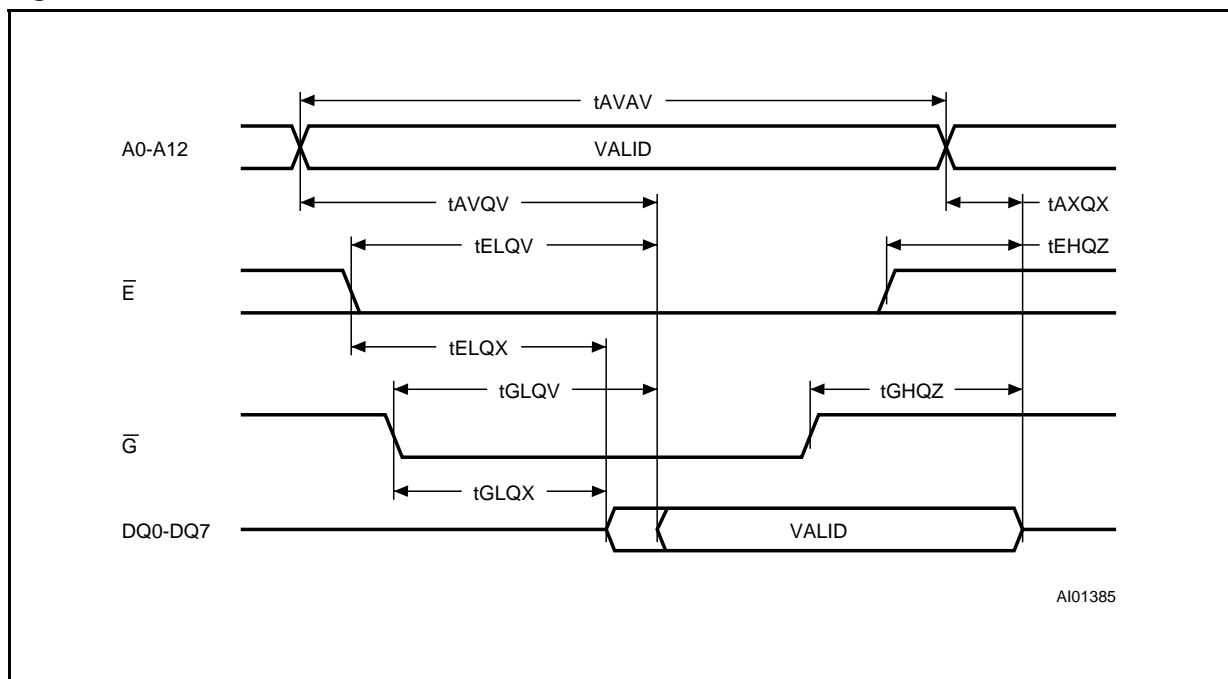 tAVAV
A0-A12
VALID
tAVQV
tAXQX
tELQV
tEHQZ
E̅
tELQX
tGLQV
tGHQZ
G̅
tGLQX
DQ0-DQ7
VALID
AI01385